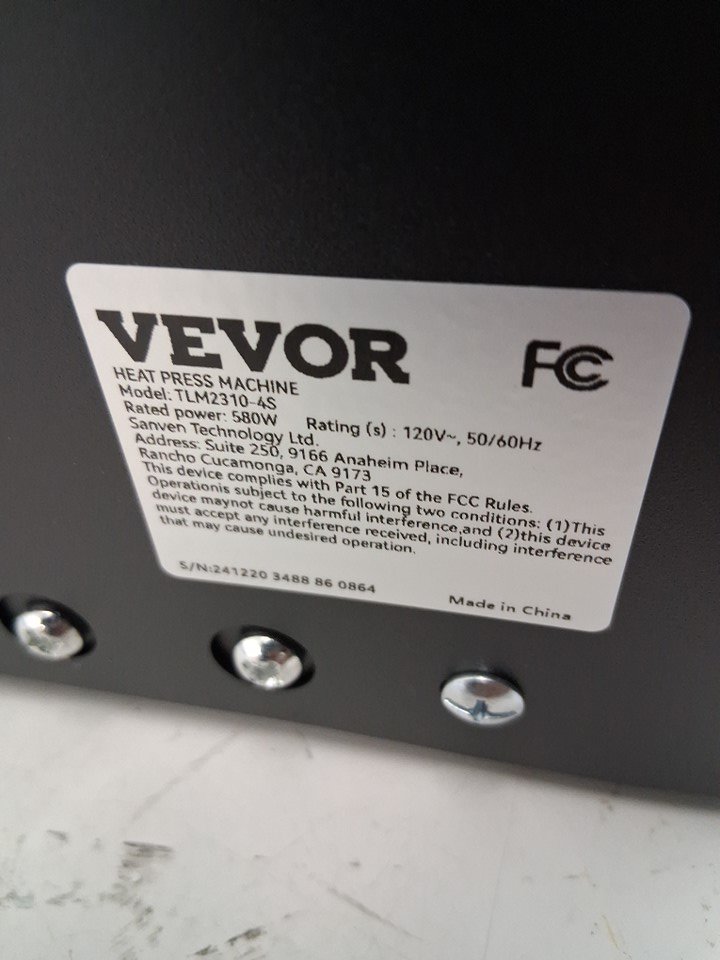 VEVOR
FC
HEAT PRESS MACHINE
Model: TLM2310-4S
Rated power: 580W Rating (s) : 120V~, 50/60Hz
Sanven Technology Ltd.
Address: Suite 250, 9166 Anaheim Place,
Rancho Cucamonga, CA 9173
This device complies with Part 15 of the FCC Rules.
Operationis subject to the following two conditions: (1)This
device maynot cause harmful interference,and (2)this device
must accept any interference received, including interference
that may cause undesired operation.
S/N:241220 3488 86 0864
Made in China